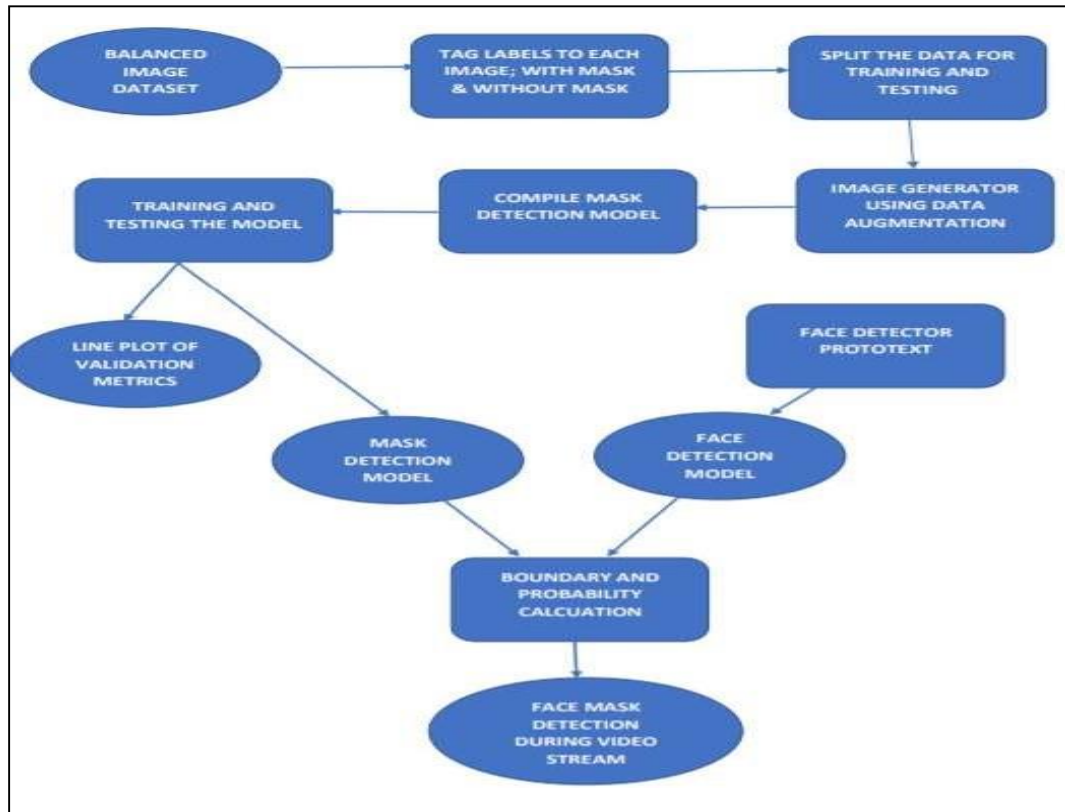 BALANCED
IMAGE
DATASET
TAG LABELS TO EACH
IMAGE; WITH MASK
& WITHOUT MASK
SPLIT THE DATA FOR
TRAINING AND
TESTING
IMAGE GENERATOR
USING DATA
AUGMENTATION
COMPILE MASK
DETECTION MODEL
TRAINING AND
TESTING THE MODEL
LINE PLOT OF
VALIDATION
METRICS
FACE DETECTOR
PROTOTEXT
MASK
DETECTION
MODEL
FACE
DETECTION
MODEL
BOUNDARY AND
PROBABILITY
CALCUATION
FACE MASK
DETECTION
DURING VIDEO
STREAM